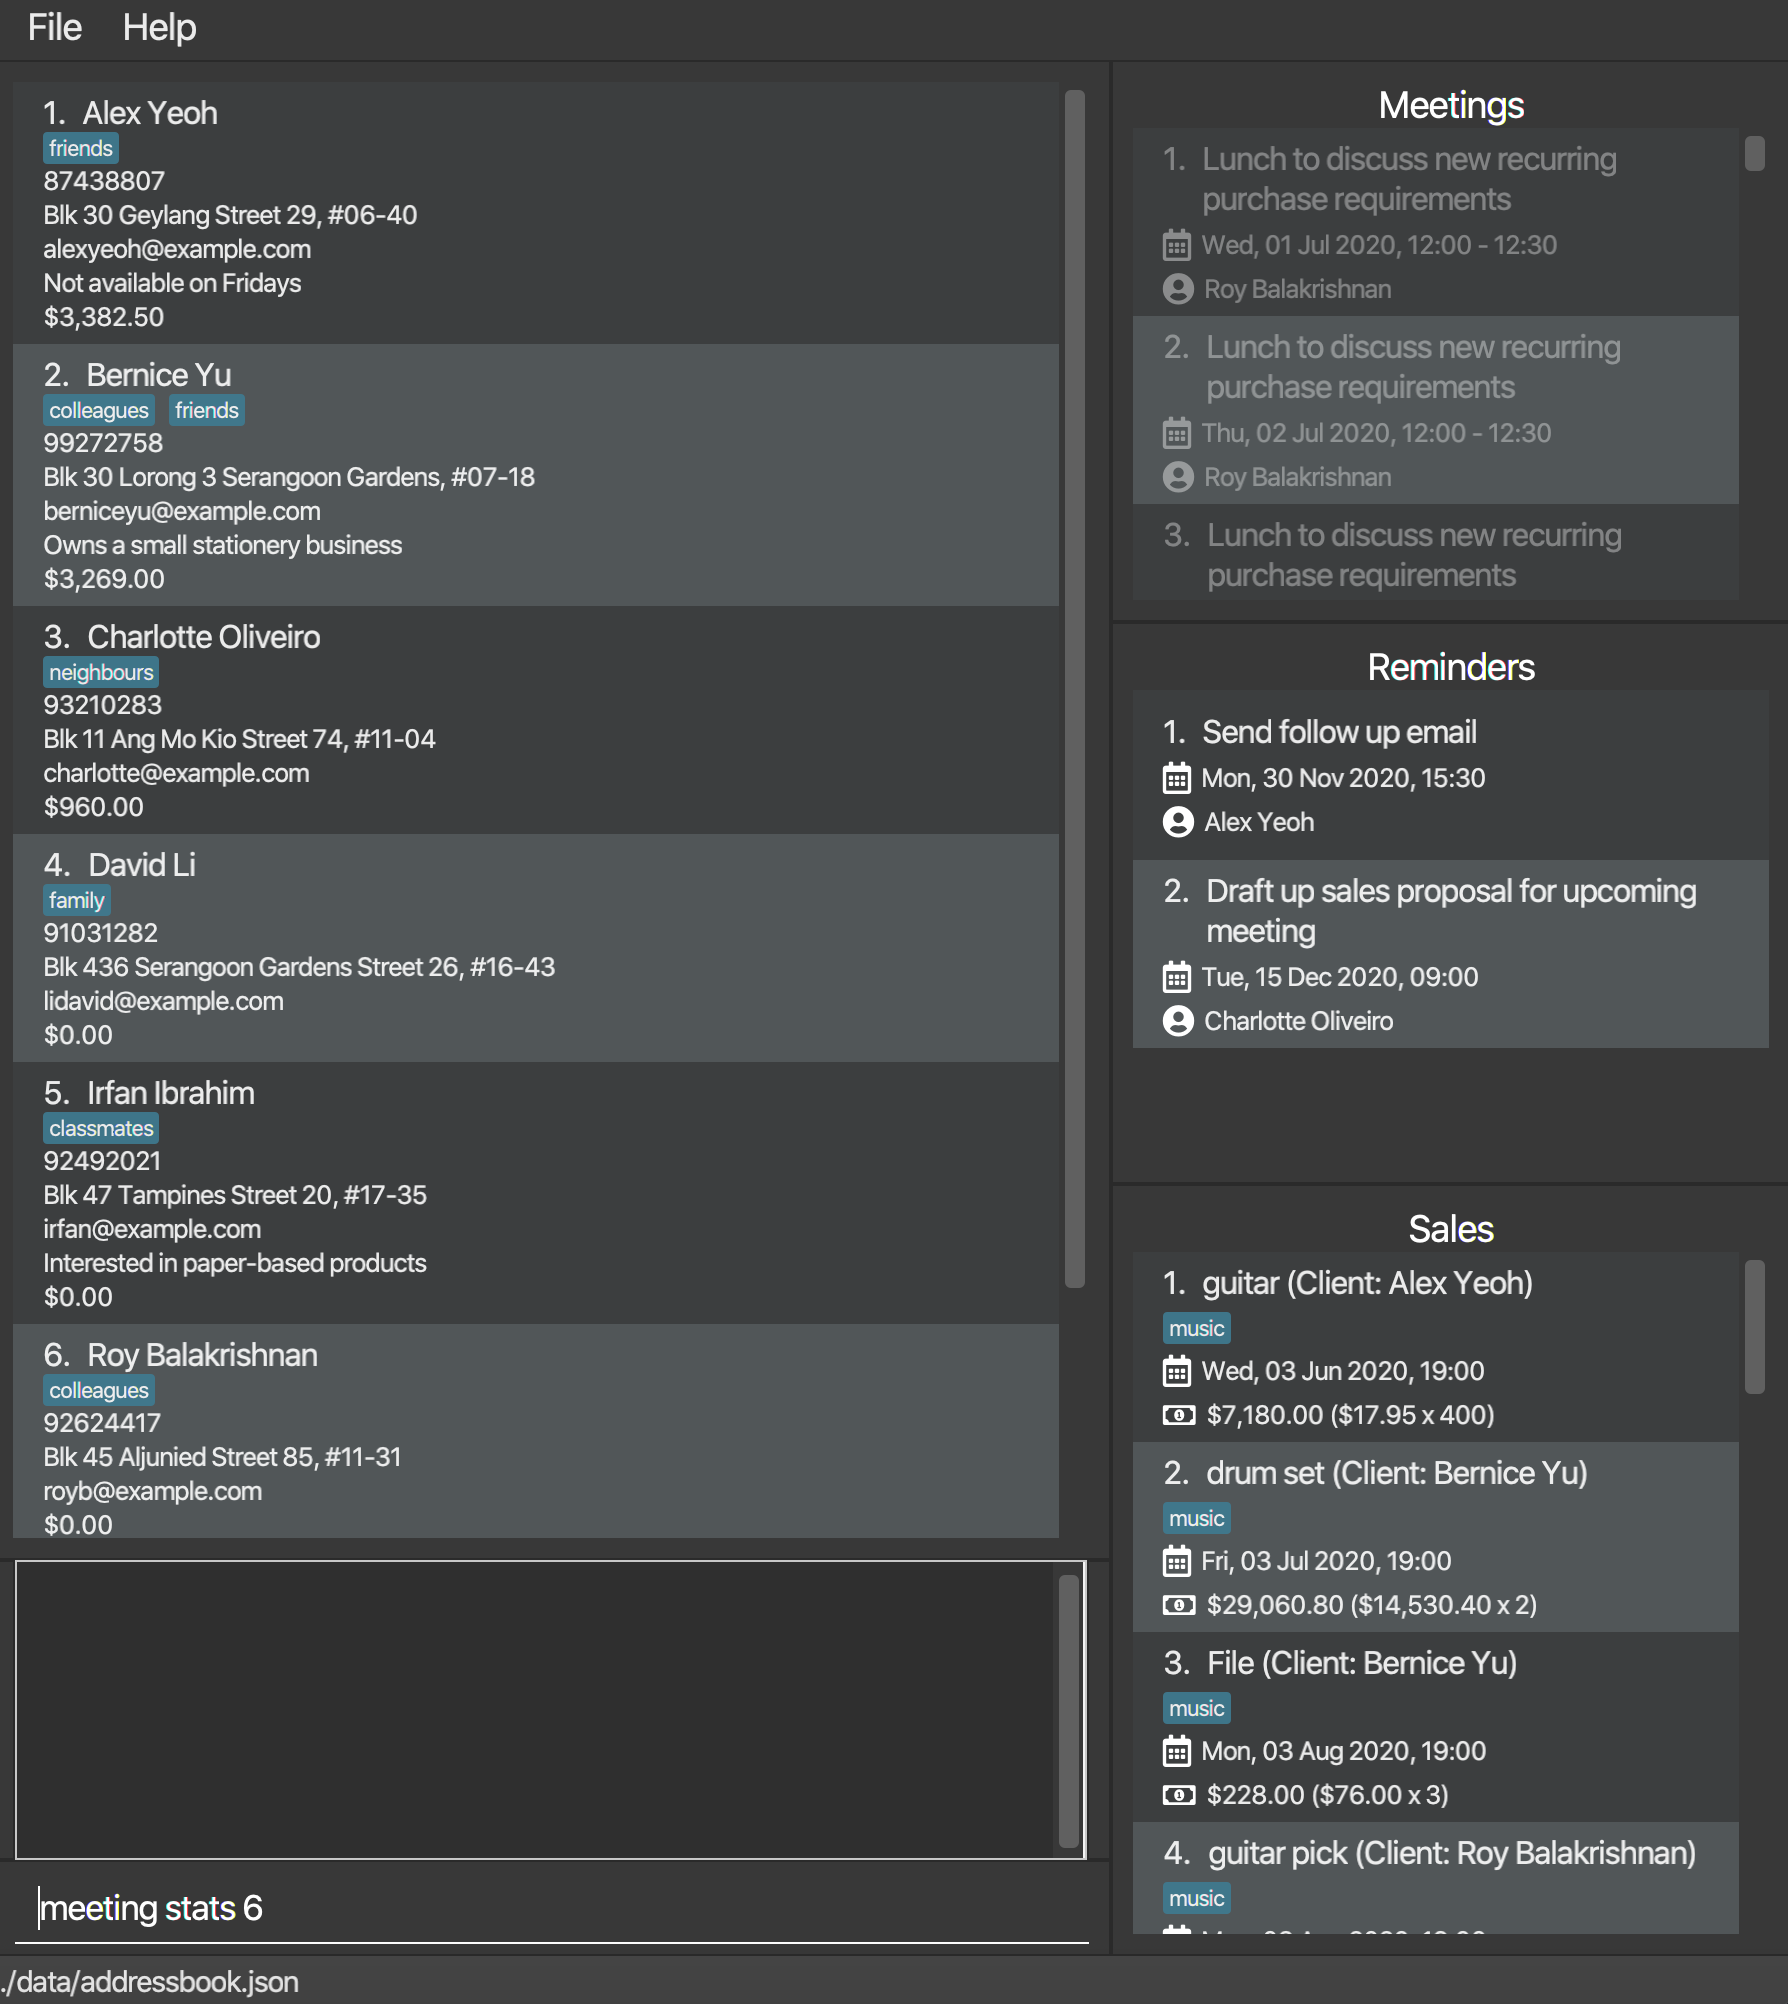 File Help
1. Alex Yeoh
friends
87438807
Blk 30 Geylang Street 29, #06-40
alexyeoh@example.com
Not available on Fridays
$3,382.50
2. Bernice Yu
colleagues friends
99272758
Blk 30 Lorong 3 Serangoon Gardens, #07-18
berniceyu@example.com
Owns a small stationery business
$3,269.00
3. Charlotte Oliveiro
neighbours
93210283
Blk 11 Ang Mo Kio Street 74, #11-04
charlotte@example.com
$960.00
4. David Li
family
91031282
Blk 436 Serangoon Gardens Street 26, #16-43
lidavid@example.com
$0.00
5. Irfan Ibrahim
classmates
92492021
Blk 47 Tampines Street 20, #17-35
irfan@example.com
Interested in paper-based products
$0.00
6. Roy Balakrishnan
colleagues
92624417
Blk 45 Aljunied Street 85, #11-31
royb@example.com
$0.00
meeting stats 6
./data/addressbook.json
Meetings
1. Lunch to discuss new recurring
purchase requirements
Wed, 01 Jul 2020, 12:00 - 12:30
Roy Balakrishnan
2. Lunch to discuss new recurring
purchase requirements
Thu, 02 Jul 2020, 12:00 - 12:30
Roy Balakrishnan
3. Lunch to discuss new recurring
purchase requirements
Reminders
1. Send follow up email
Mon, 30 Nov 2020, 15:30
Alex Yeoh
2. Draft up sales proposal for upcoming
meeting
Tue, 15 Dec 2020, 09:00
Charlotte Oliveiro
Sales
1. guitar (Client: Alex Yeoh)
music
Wed, 03 Jun 2020, 19:00
$7,180.00 ($17.95 x 400)
2. drum set (Client: Bernice Yu)
music
Fri, 03 Jul 2020, 19:00
$29,060.80 ($14,530.40 x 2)
3. File (Client: Bernice Yu)
music
Mon, 03 Aug 2020, 19:00
$228.00 ($76.00 x 3)
4. guitar pick (Client: Roy Balakrishnan)
music